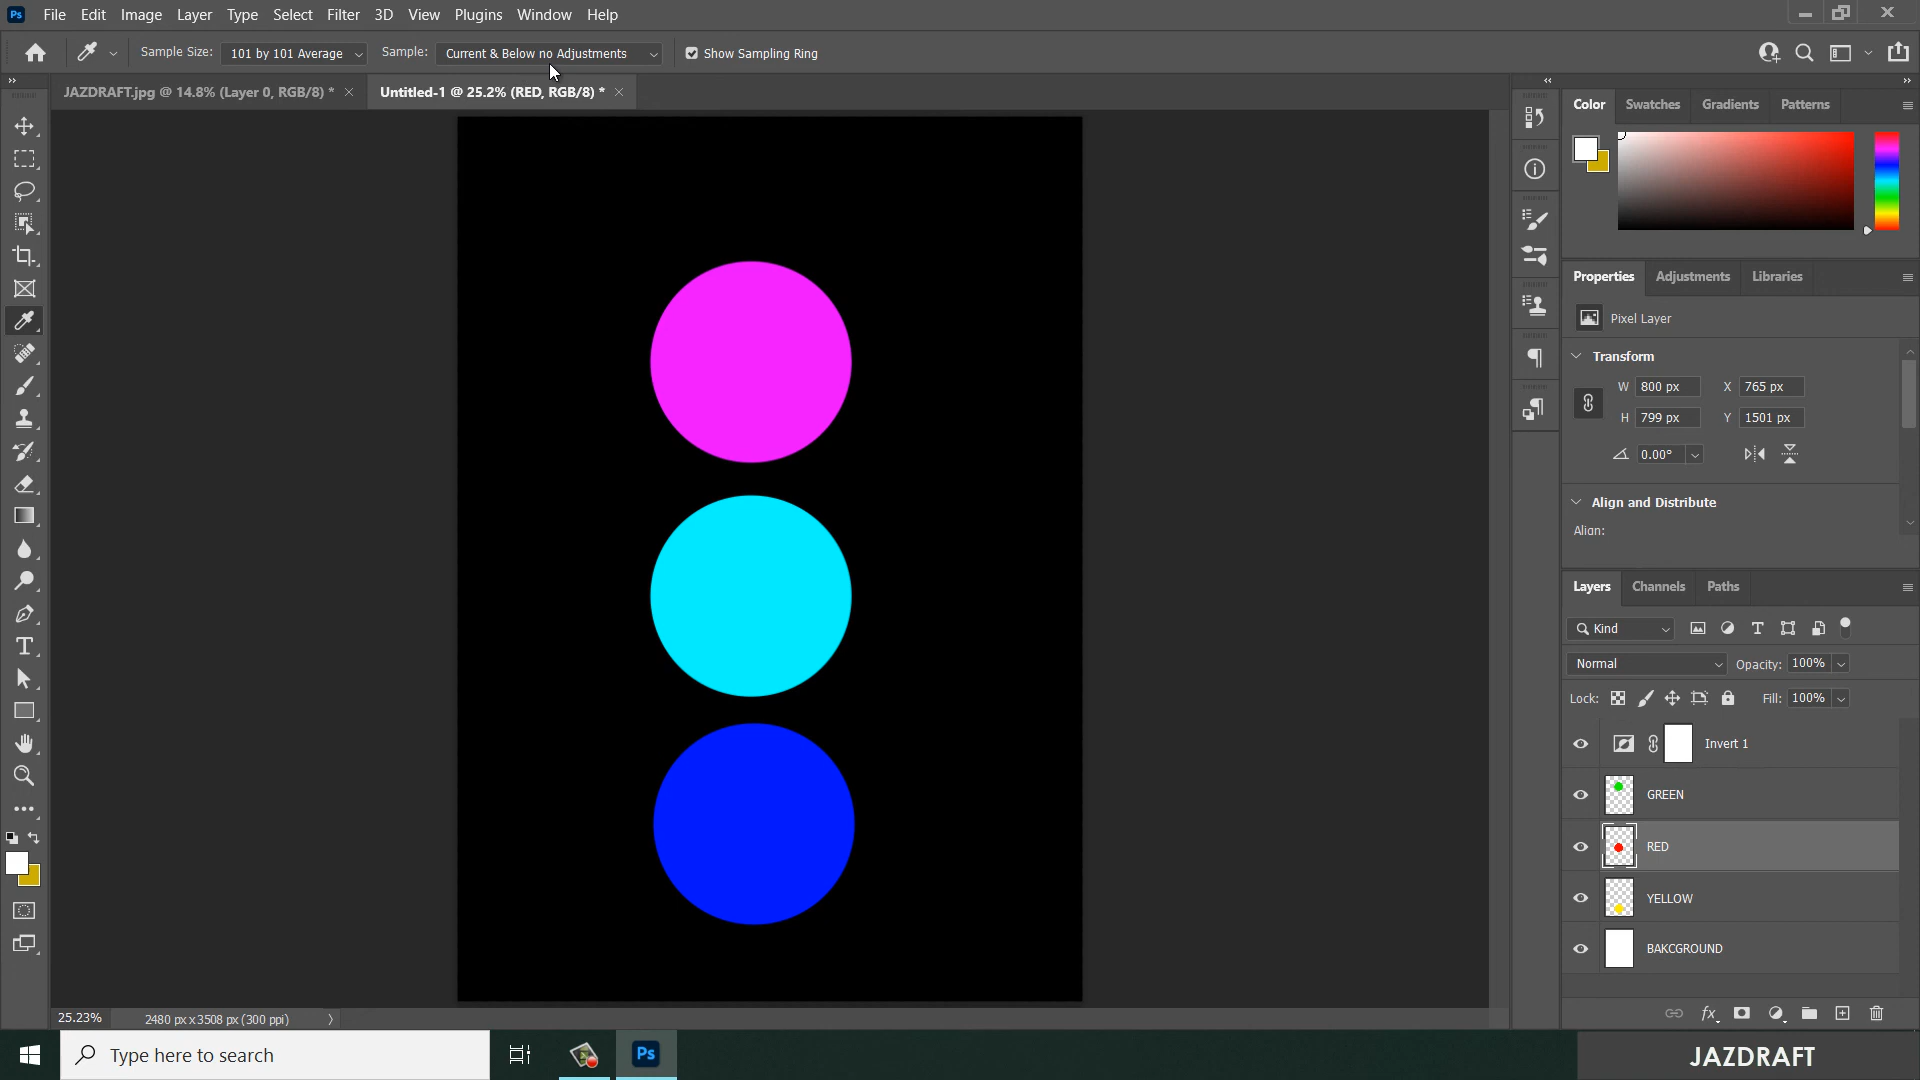 Ps File Edit Image Layer Type Select Filter 3D View Plugins Window Help
Sample Size: 101 by 101 Average Sample: Current & Below no Adjustments Show Sampling Ring
JAZDRAFT.jpg @ 14.8% (Layer 0, RGB/8) * × Untitled-1 @ 25.2% (RED, RGB/8) * ×
Color Swatches Gradients Patterns
Properties Adjustments Libraries
Pixel Layer
Transform
W 800 px X 765 px
H 799 px Y 1501 px
0.00°
Align and Distribute
Align:
Layers Channels Paths
Kind
Normal Opacity: 100%
Lock: Fill: 100%
Invert 1
GREEN
RED
YELLOW
BAKCGROUND
25.23% 2480 px x 3508 px (300 ppi)
Type here to search
Ps
JAZDRAFT